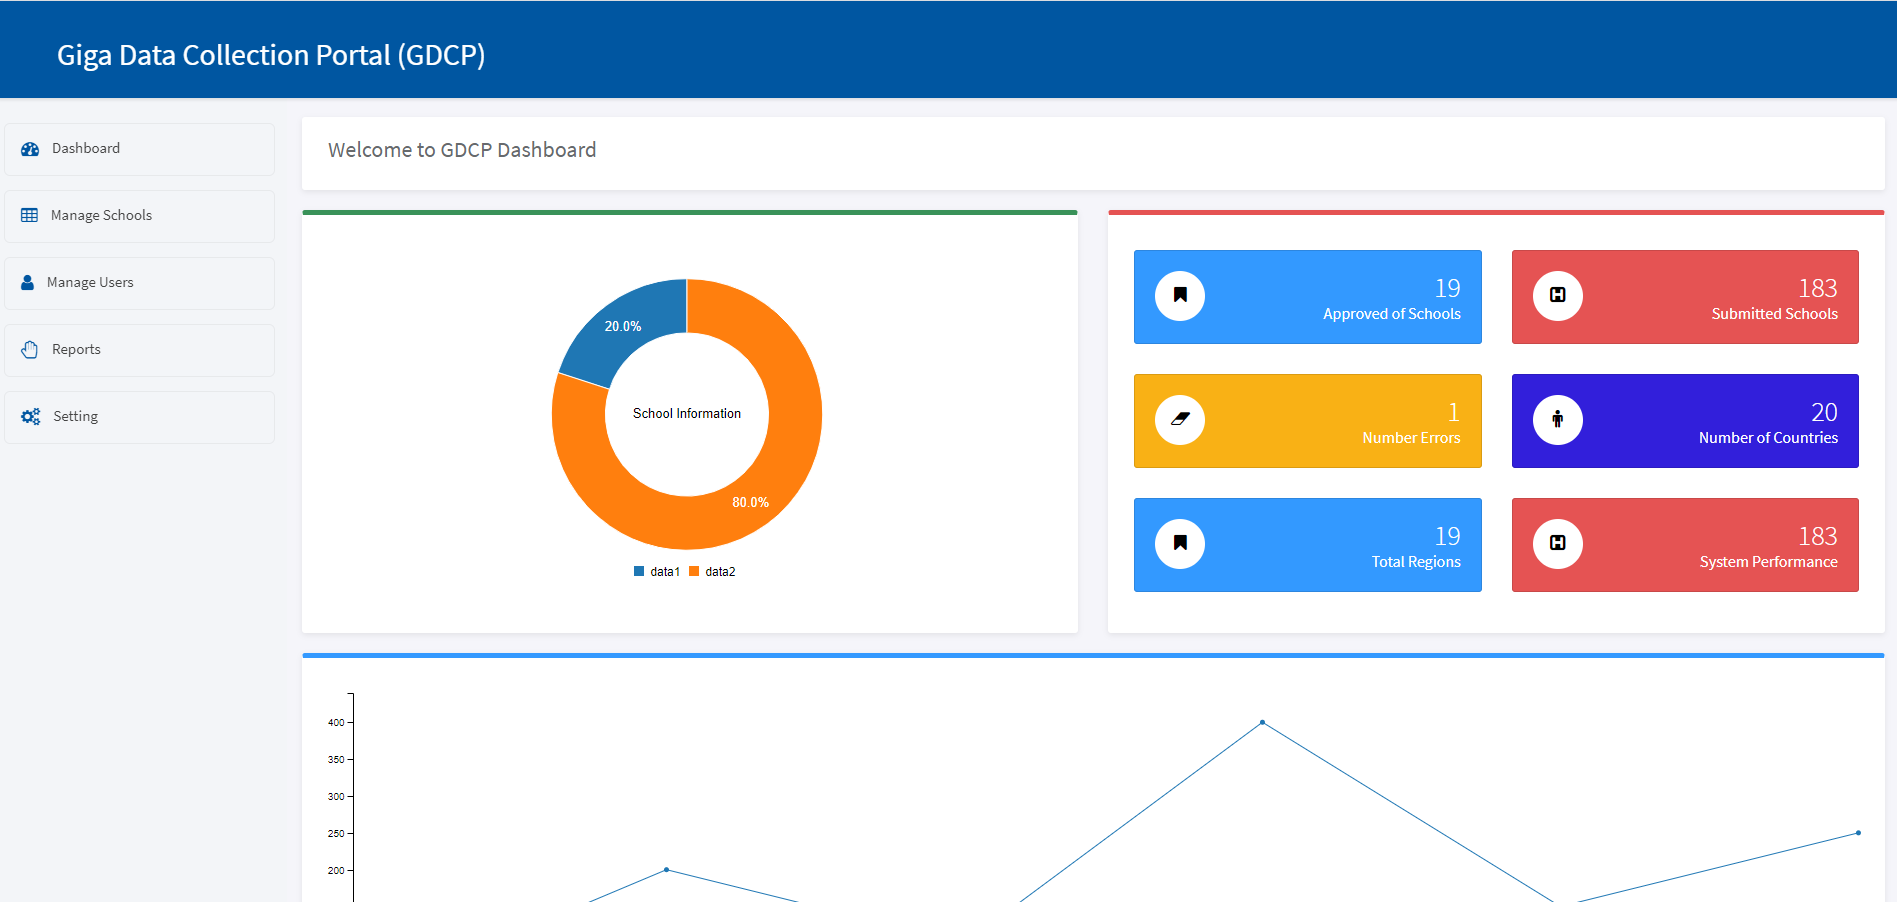 Giga Data Collection Portal (GDCP)
Dashboard
Manage Schools
Manage Users
Reports
Setting
Welcome to GDCP Dashboard
20.0%
School Information
80.0%
data1 data2
19
Approved of Schools
183
Submitted Schools
1
Number Errors
20
Number of Countries
19
Total Regions
183
System Performance
400
350
300
250
200